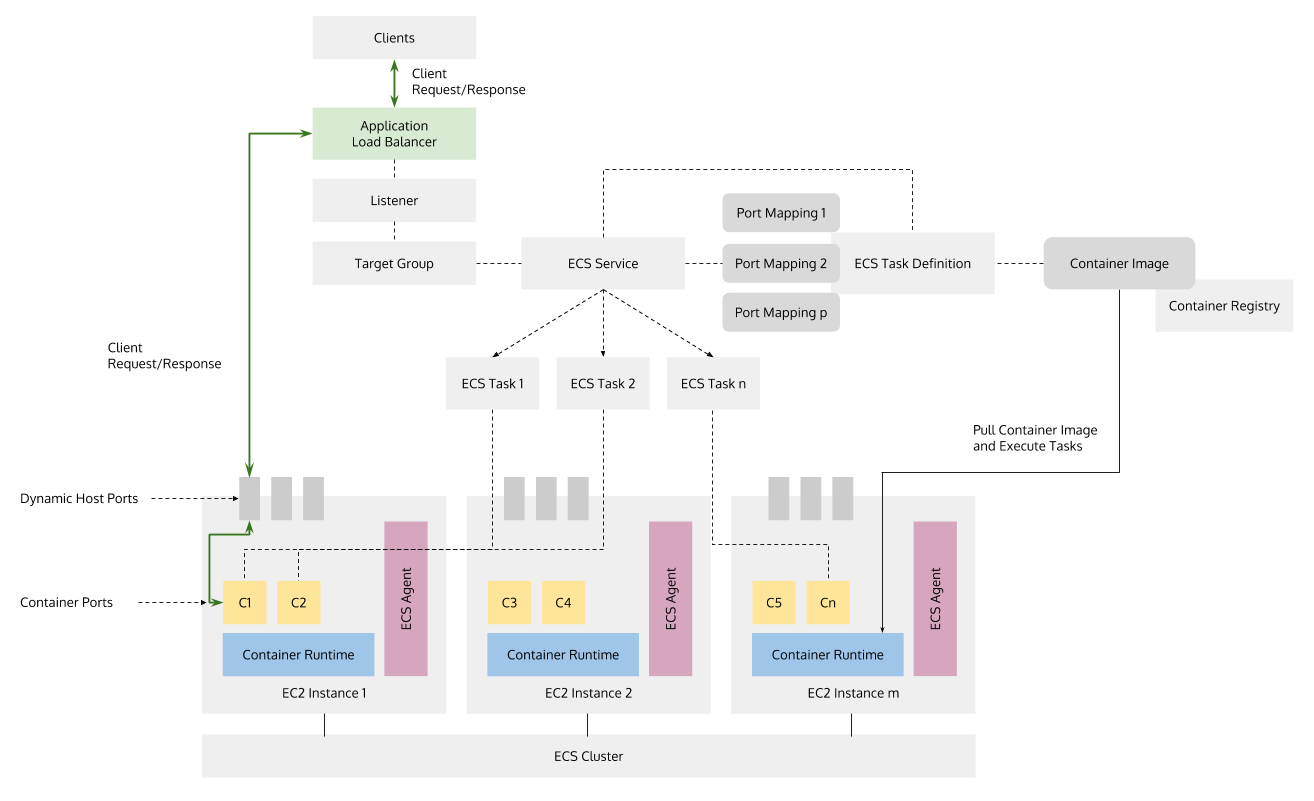 Clients
Client
Request/Response
Application
Load Balancer
Listener
Port Mapping 1
Target Group
ECS Service
Port Mapping 2
ECS Task Definition
Container Image
Container Registry
Port Mapping p
Client
Request/Response
ECS Task 1
ECS Task 2
ECS Task n
Pull Container Image
and Execute Tasks
Dynamic Host Ports
Container Ports
C1
C2
ECS Agent
Container Runtime
EC2 Instance 1
C3
C4
ECS Agent
Container Runtime
EC2 Instance 2
C5
Cn
ECS Agent
Container Runtime
EC2 Instance m
ECS Cluster